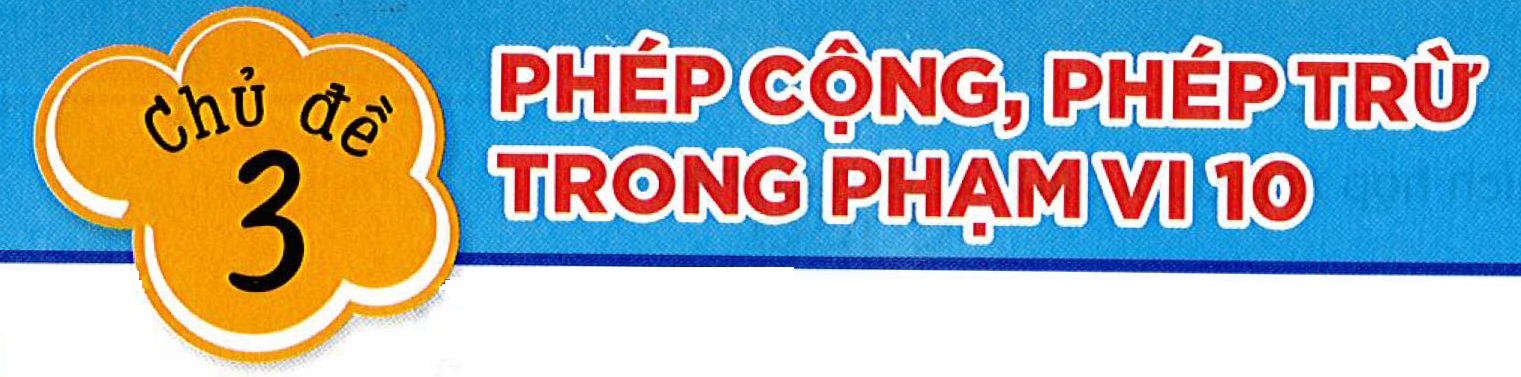 Chủ đề
3
PHÉP CỘNG, PHÉP TRỪ
TRONG PHẠM VI 10